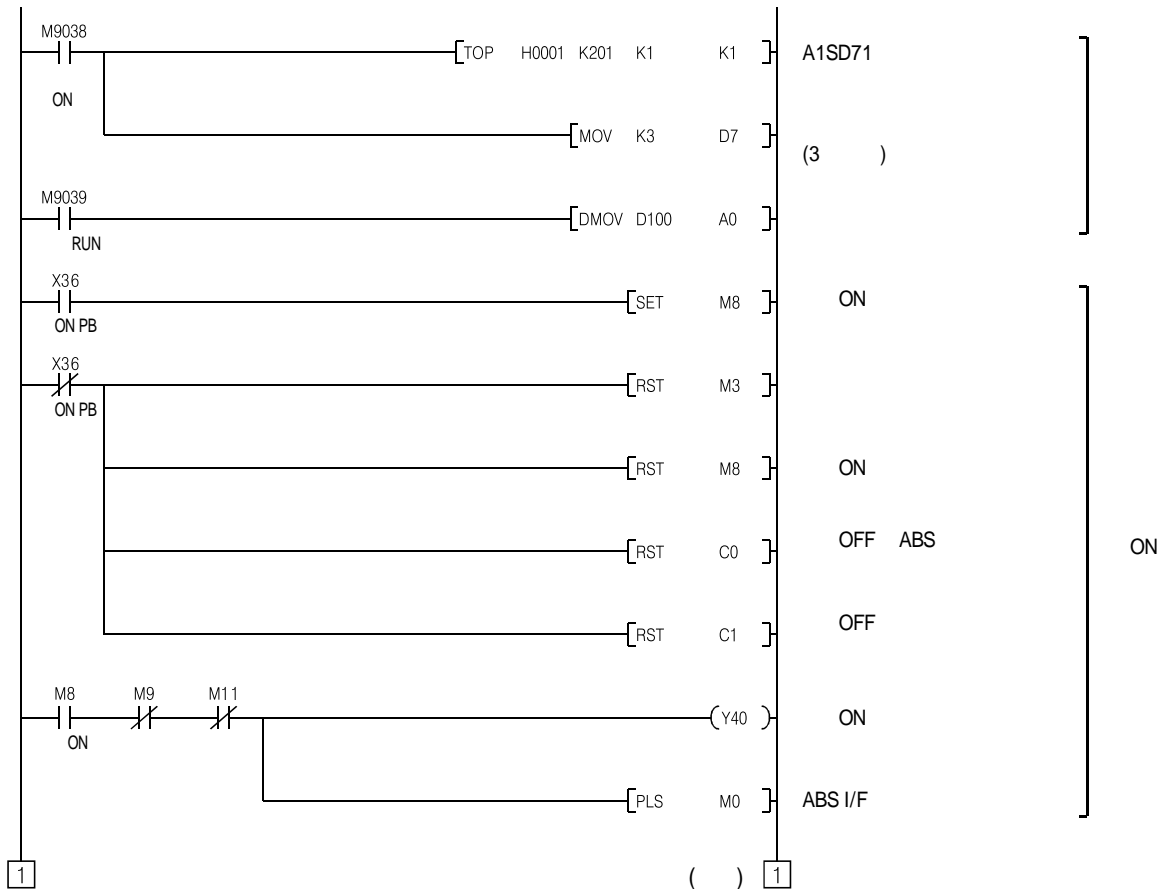 M9038
TOP H0001 K201 K1 K1 A1SD71
ON
MOV K3 D7
(3 )
M9039
DMOV D100 A0
RUN
X36
SET M8 ON
ON PB
X36
RST M3
ON PB
RST M8 ON
RST C0 OFF ABS ON
RST C1 OFF
M8 M9 M11
Y40 ON
ON
PLS M0 ABS I/F
1 ( ) 1